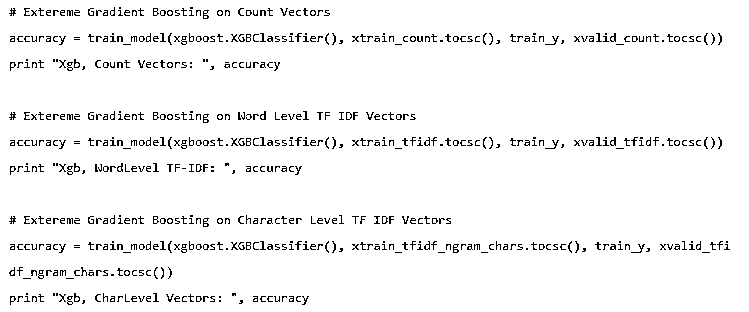 # Extereme Gradient Boosting on Count Vectors
accuracy = train_model(xgboost.XGBClassifier(), xtrain_count.tocsc(), train_y, xvalid_count.tocsc())
print "Xgb, Count Vectors: ", accuracy
# Extereme Gradient Boosting on Word Level TF IDF Vectors
accuracy = train_model(xgboost.XGBClassifier(), xtrain_tfidf.tocsc(), train_y, xvalid_tfidf.tocsc())
print "Xgb, WordLevel TF-IDF: ", accuracy
# Extereme Gradient Boosting on Character Level TF IDF Vectors
accuracy = train_model(xgboost.XGBClassifier(), xtrain_tfidf_ngram_chars.tocsc(), train_y, xvalid_tfi
df_ngram_chars.tocsc())
print "Xgb, CharLevel Vectors: ", accuracy